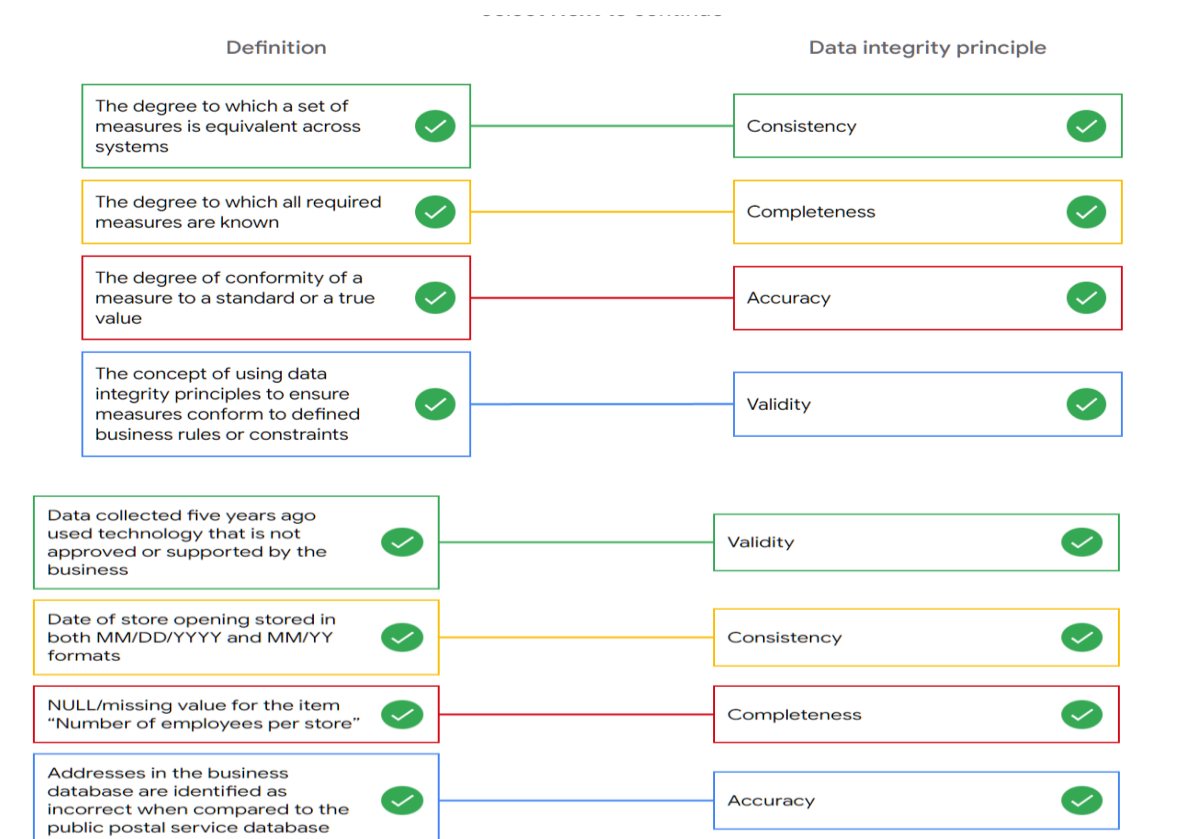 Definition
Data integrity principle
The degree to which a set of
measures is equivalent across
systems
Consistency
The degree to which all required
measures are known
Completeness
The degree of conformity of a
measure to a standard or a true
value
Accuracy
The concept of using data
integrity principles to ensure
measures conform to defined
business rules or constraints
Validity
Data collected five years ago
used technology that is not
approved or supported by the
business
Validity
Date of store opening stored in
both MM/DD/YYYY and MM/YY
formats
Consistency
NULL/missing value for the item
“Number of employees per store”
Completeness
Addresses in the business
database are identified as
incorrect when compared to the
public postal service database
Accuracy